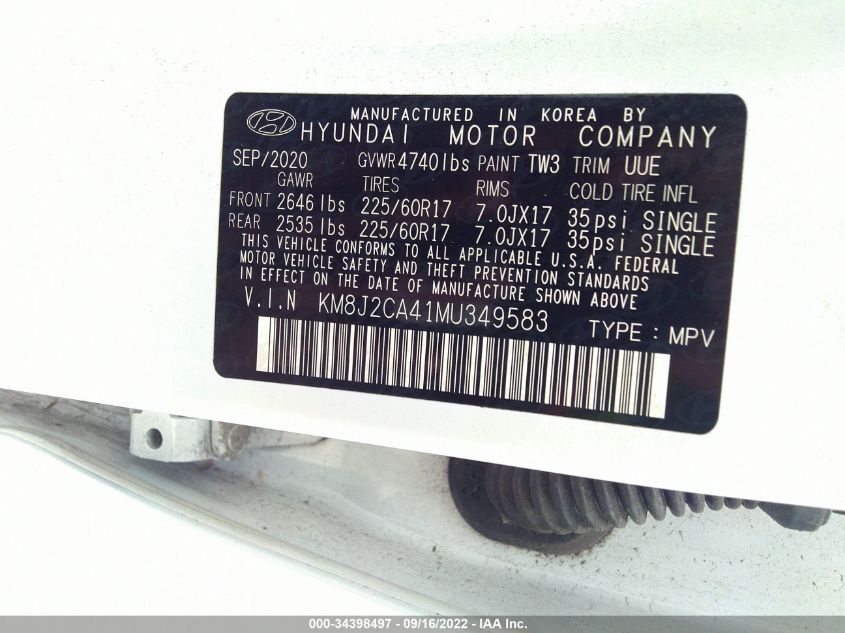 MANUFACTURED IN KOREA BY
HYUNDAI MOTOR COMPANY
SEP/2020 GVWR 4740lbs PAINT TW3 TRIM UUE
GAWR TIRES RIMS COLD TIRE INFL
FRONT 2646 lbs 225/60R17 7.0JX17 35psi SINGLE
REAR 2535 lbs 225/60R17 7.0JX17 35psi SINGLE
THIS VEHICLE CONFORMS TO ALL APPLICABLE U.S.A. FEDERAL
MOTOR VEHICLE SAFETY AND THEFT PREVENTION STANDARDS
IN EFFECT ON THE DATE OF MANUFACTURE SHOWN ABOVE
V.I.N KM8J2CA41MU349583 TYPE : MPV
000-34398497 - 09/16/2022 - IAA Inc.